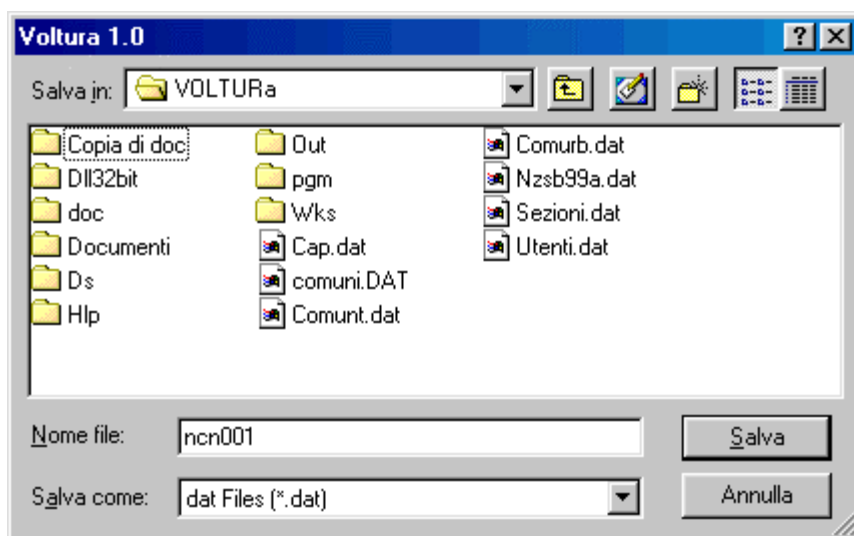 Voltura 1.0
Salva in: VOLTURa
Copia di doc Out Comurb.dat
Dll32bit pgm Nzsb99a.dat
doc Wks Sezioni.dat
Documenti Cap.dat Utenti.dat
Ds comuni.DAT
Hlp Comunt.dat
Nome file: ncn001 Salva
Salva come: dat Files (*.dat) Annulla